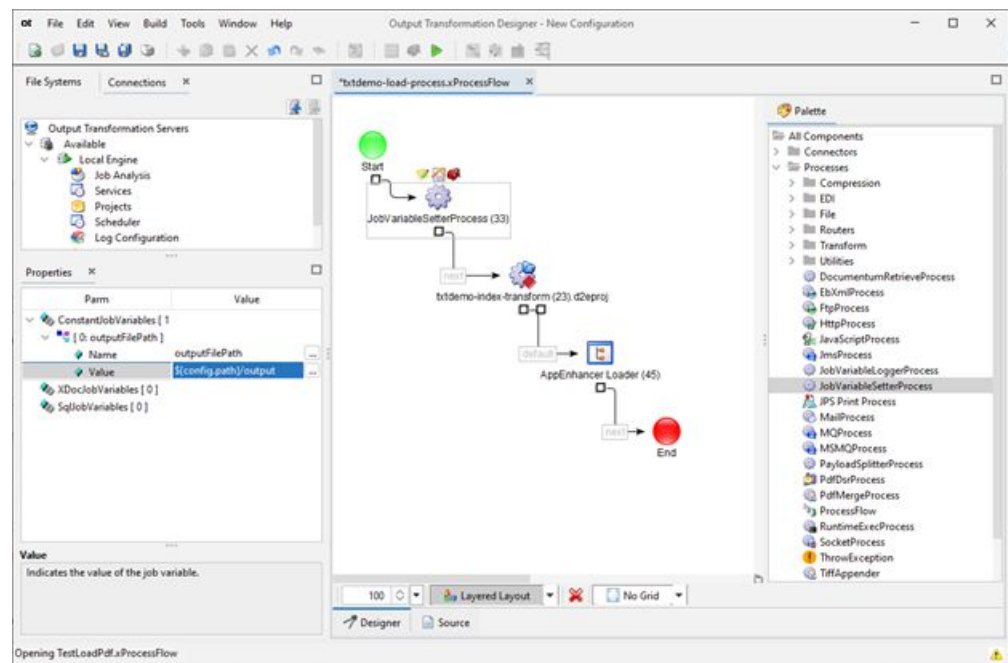 ot File Edit View Build Tools Window Help Output Transformation Designer - New Configuration
File Systems Connections ×
Output Transformation Servers
Available
Local Engine
Job Analysis
Services
Projects
Scheduler
Log Configuration
Properties ×
Parm Value
ConstantJobVariables [ 1
[ 0: outputFilePath ]
Name outputFilePath ...
Value ${config.path}/output ...
XDocJobVariables [ 0 ]
SqlJobVariables [ 0 ]
Value
Indicates the value of the job variable.
*txtdemo-load-process.xProcessFlow ×
Start
JobVariableSetterProcess (33)
next
txtdemo-index-transform (23).d2eproj
default
AppEnhancer Loader (45)
next
End
100 Layered Layout No Grid
Designer Source
Palette
All Components
Connectors
Processes
Compression
EDI
File
Routers
Transform
Utilities
DocumentumRetrieveProcess
EbXmlProcess
FtpProcess
HttpProcess
JavaScriptProcess
JmsProcess
JobVariableLoggerProcess
JobVariableSetterProcess
JPS Print Process
MailProcess
MQProcess
MSMQProcess
PayloadSplitterProcess
PdfDsrProcess
PdfMergeProcess
ProcessFlow
RuntimeExecProcess
SocketProcess
ThrowException
TiffAppender
Opening TestLoadPdf.xProcessFlow